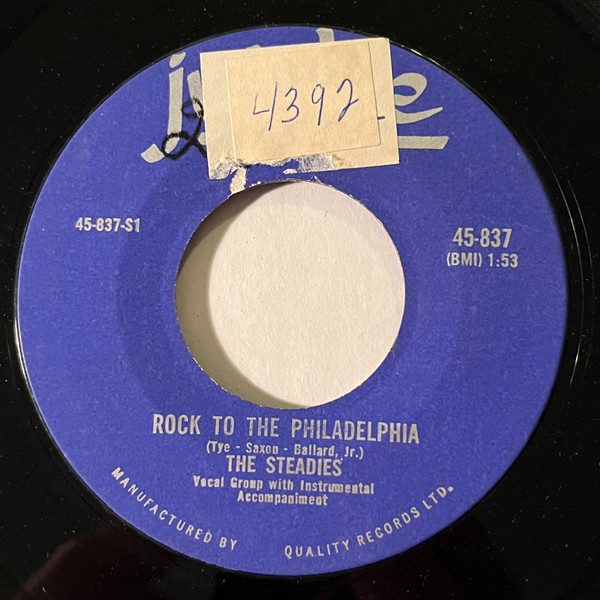 4392
2
45-837-S1
45-837
(BMI) 1:53
ROCK TO THE PHILADELPHIA
(Tye - Saxon - Ballard, Jr.)
THE STEADIES
Vocal Group with Instrumental
Accompaniment
MANUFACTURED BY QUALITY RECORDS LTD.